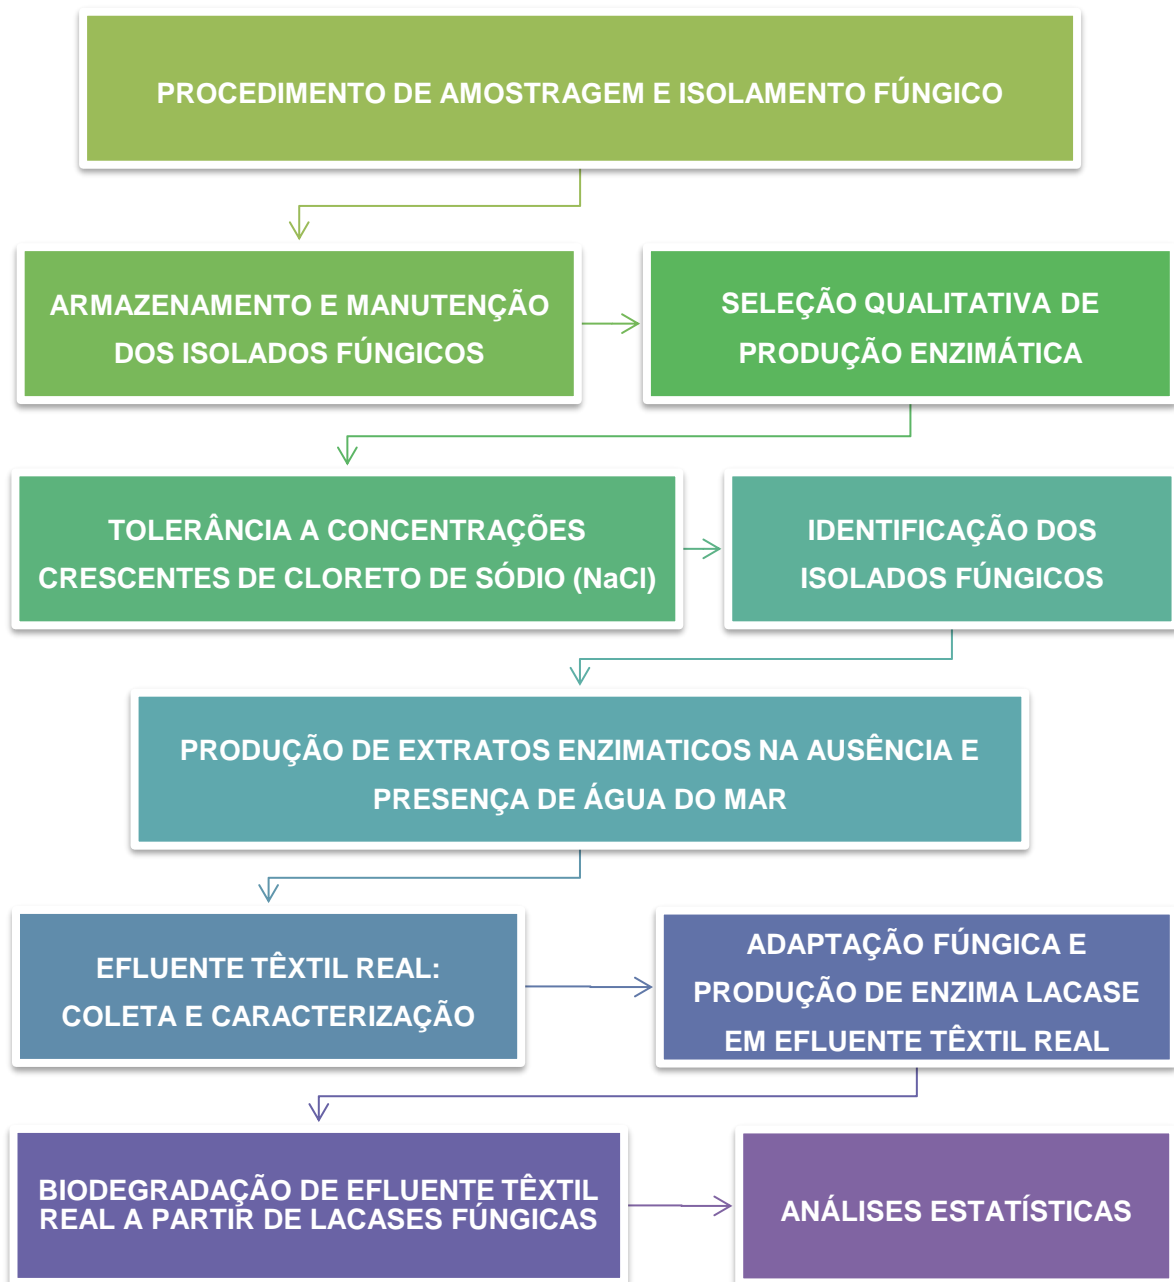 PROCEDIMENTO DE AMOSTRAGEM E ISOLAMENTO FÚNGICO
ARMAZENAMENTO E MANUTENÇÃO
DOS ISOLADOS FÚNGICOS
SELEÇÃO QUALITATIVA DE
PRODUÇÃO ENZIMÁTICA
TOLERÂNCIA A CONCENTRAÇÕES
CRESCENTES DE CLORETO DE SÓDIO (NaCl)
IDENTIFICAÇÃO DOS
ISOLADOS FÚNGICOS
PRODUÇÃO DE EXTRATOS ENZIMATICOS NA AUSÊNCIA E
PRESENÇA DE ÁGUA DO MAR
EFLUENTE TÊXTIL REAL:
COLETA E CARACTERIZAÇÃO
ADAPTAÇÃO FÚNGICA E
PRODUÇÃO DE ENZIMA LACASE
EM EFLUENTE TÊXTIL REAL
BIODEGRADAÇÃO DE EFLUENTE TÊXTIL
REAL A PARTIR DE LACASES FÚNGICAS
ANÁLISES ESTATÍSTICAS